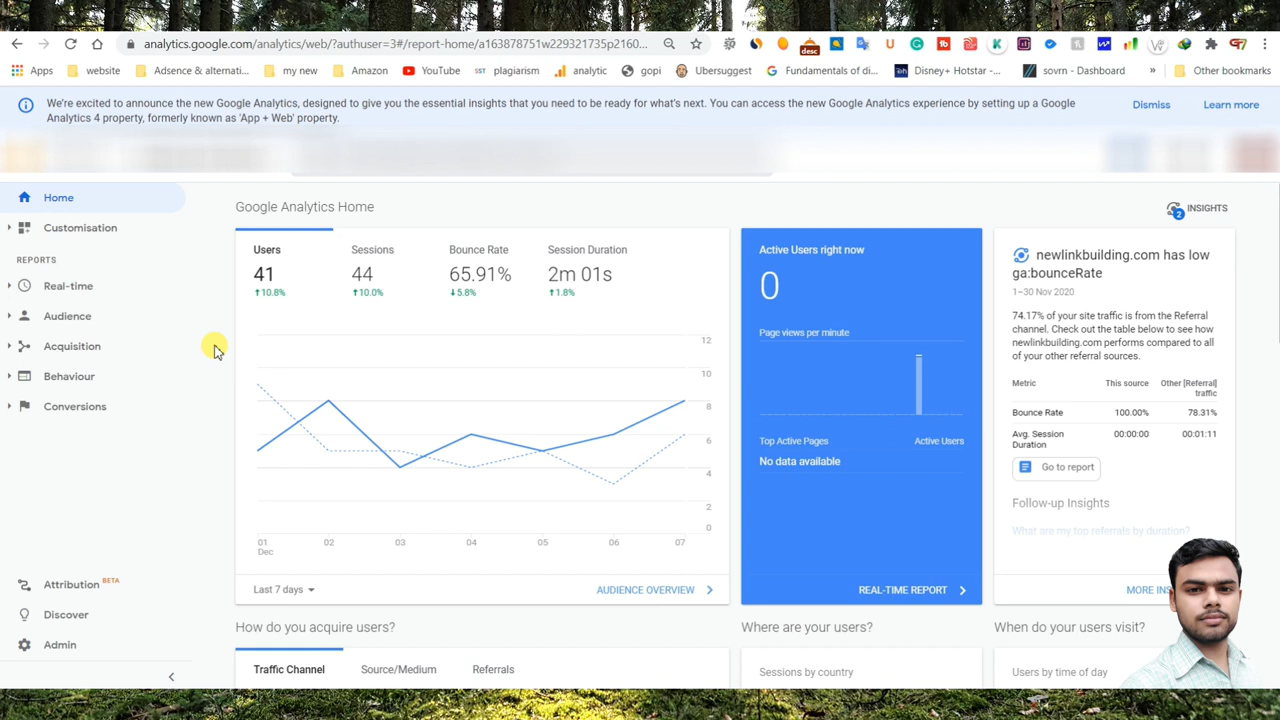 analytics.google.com/analytics/web/?authuser=3#/report-home/a163878751w229321735p2160...
desc
Apps
website
Adsence & alternati...
my new
Amazon
YouTube
SST plagiarism
analytic
gopi
Ubersuggest
Fundamentals of di...
Disney+ Hotstar -...
sovrn - Dashboard
»
Other bookmarks
We're excited to announce the new Google Analytics, designed to give you the essential insights that you need to be ready for what's next. You can access the new Google Analytics experience by setting up a Google
Analytics 4 property, formerly known as 'App + Web' property.
Dismiss
Learn more
Home
Customisation
REPORTS
Real-time
Audience
Acquisition
Behaviour
Conversions
Attribution BETA
Discover
Admin
Google Analytics Home
2
INSIGHTS
Users
41
↑10.8%
Sessions
44
↑10.0%
Bounce Rate
65.91%
↓5.8%
Session Duration
2m 01s
↑1.8%
12
10
8
6
4
2
0
01
Dec
02
03
04
05
06
07
Last 7 days
AUDIENCE OVERVIEW
Active Users right now
0
Page views per minute
Top Active Pages
Active Users
No data available
REAL-TIME REPORT
newlinkbuilding.com has low
ga:bounceRate
1–30 Nov 2020
74.17% of your site traffic is from the Referral
channel. Check out the table below to see how
newlinkbuilding.com performs compared to all
of your other referral sources.
Metric
This source
Other [Referral]
traffic
Bounce Rate
100.00%
78.31%
Avg. Session
Duration
00:00:00
00:01:11
Go to report
Follow-up Insights
What are my top referrals by duration?
MORE INS
How do you acquire users?
Traffic Channel
Source/Medium
Referrals
Where are your users?
Sessions by country
When do your users visit?
Users by time of day